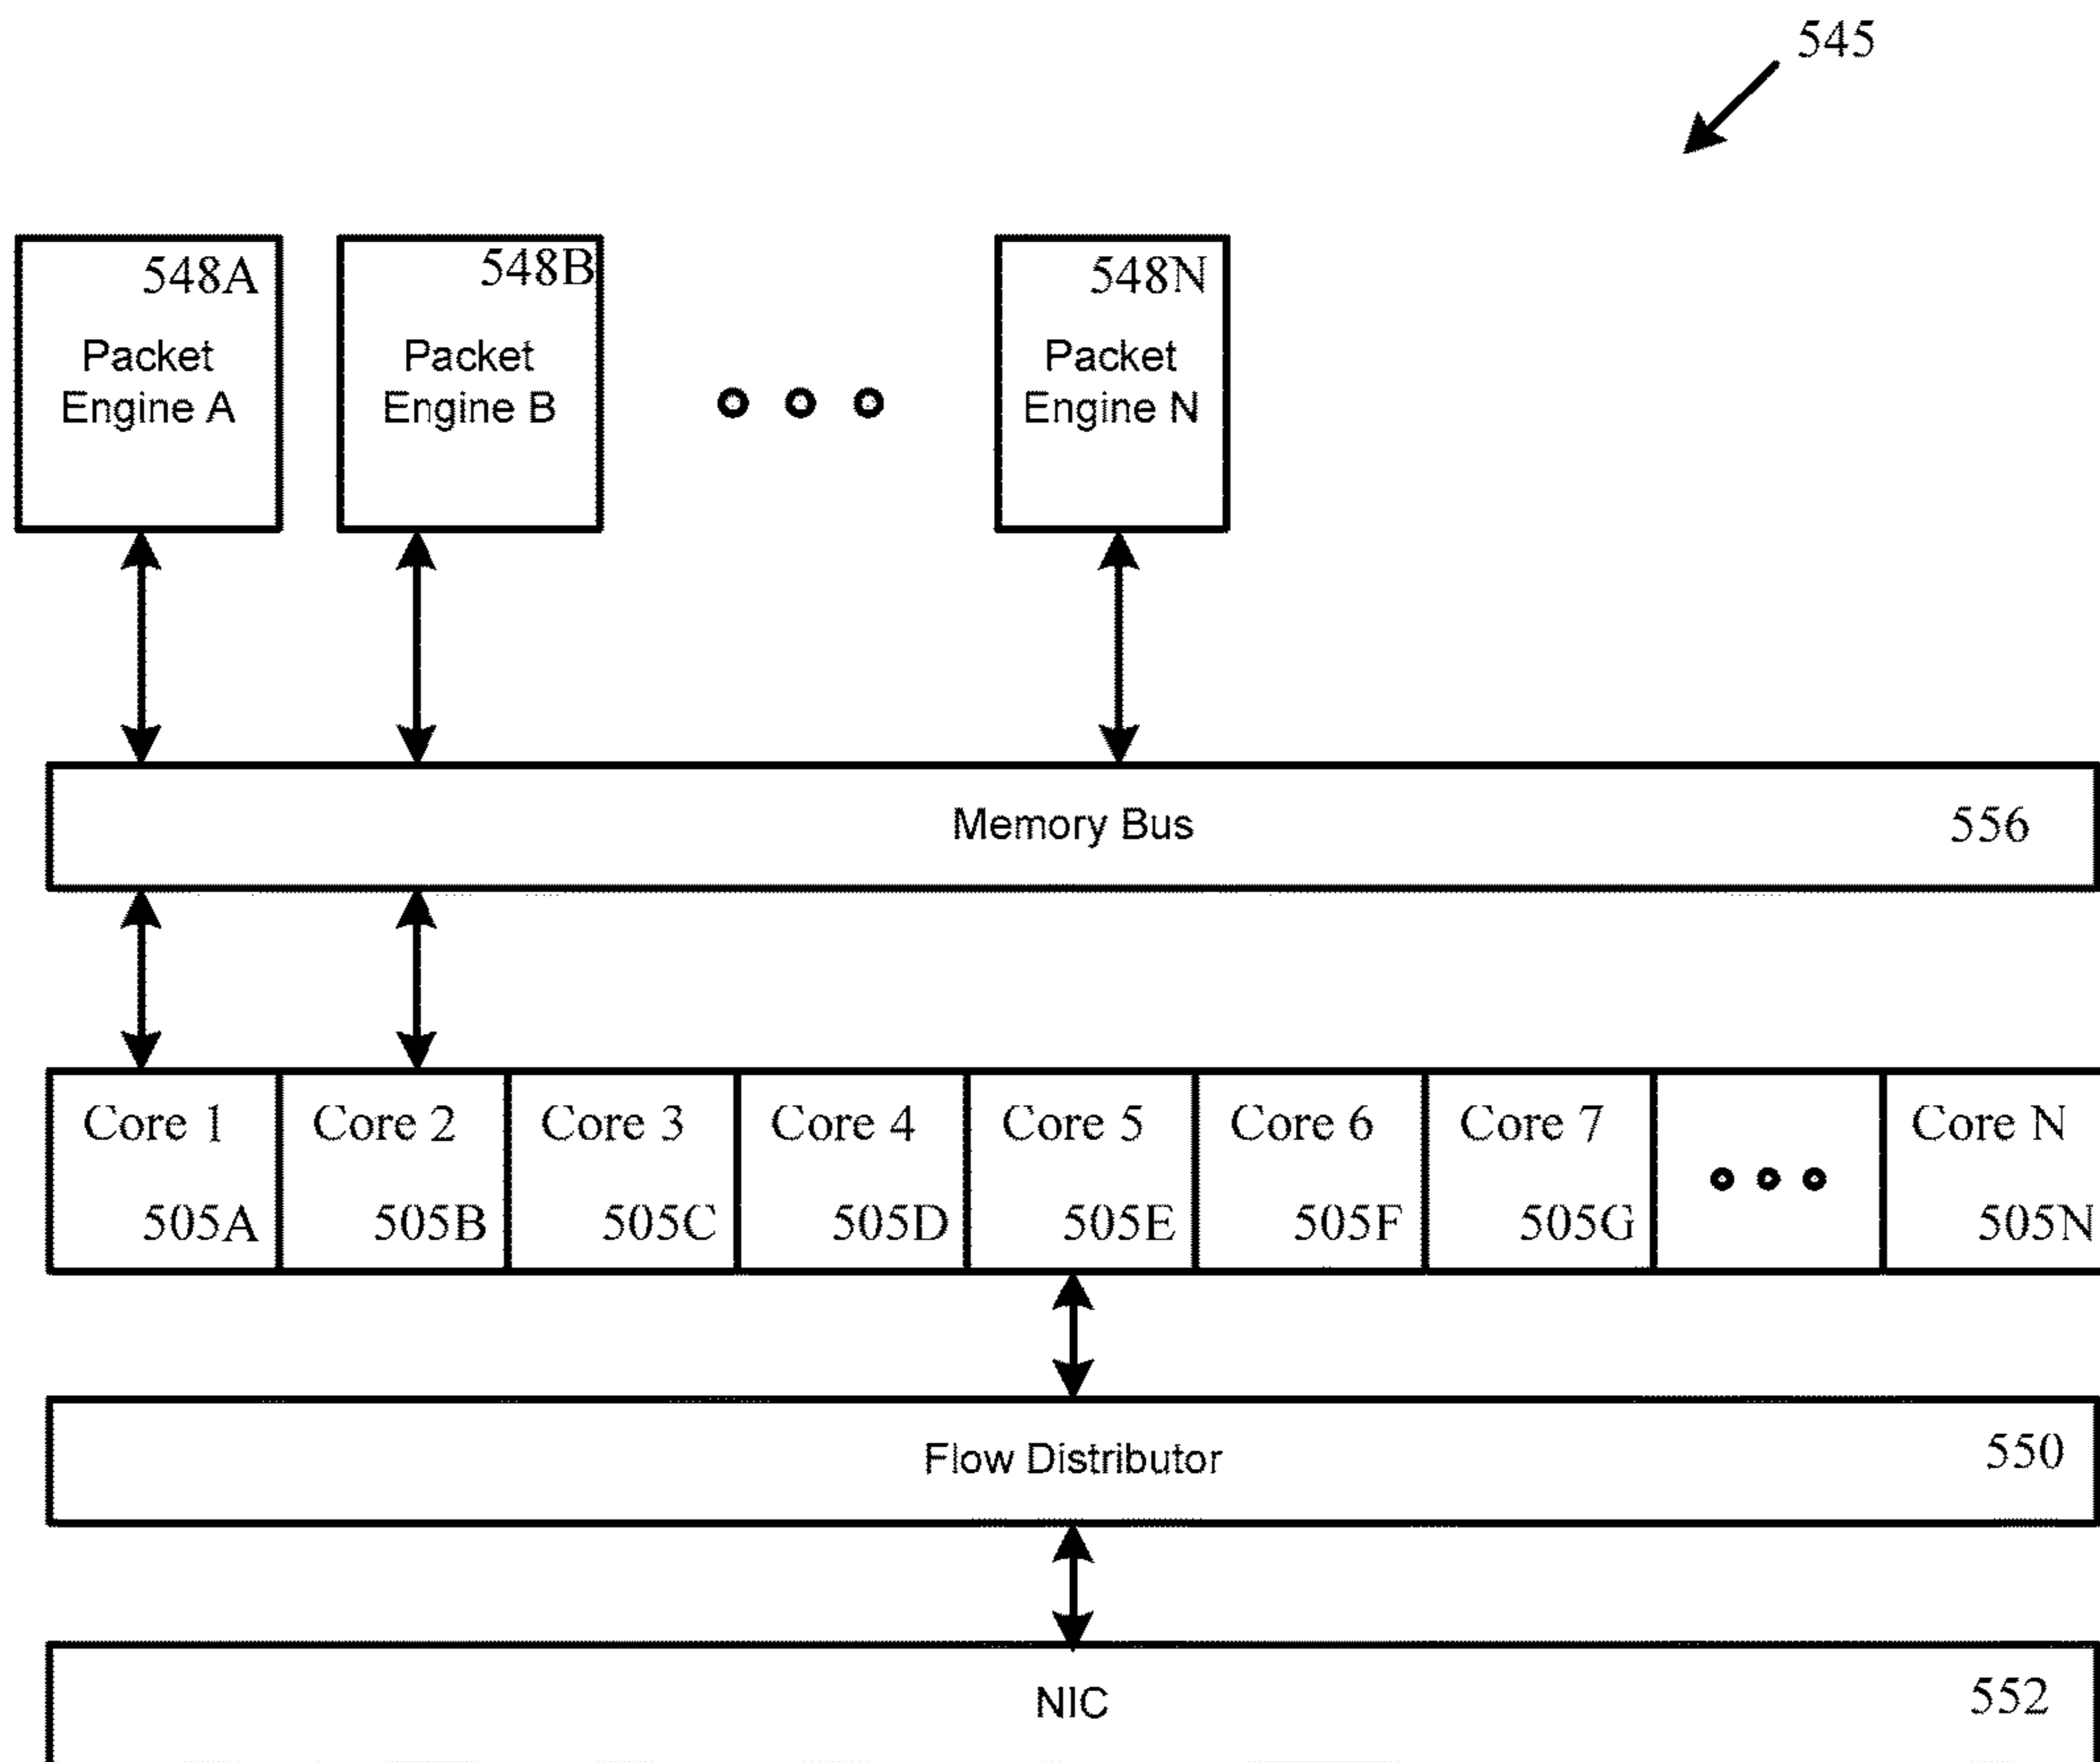 545
548A
Packet
Engine A
548B
Packet
Engine B
548N
Packet
Engine N
Memory Bus
556
Core 1
505A
Core 2
505B
Core 3
505C
Core 4
505D
Core 5
505E
Core 6
505F
Core 7
505G
Core N
505N
Flow Distributor
550
NIC
552